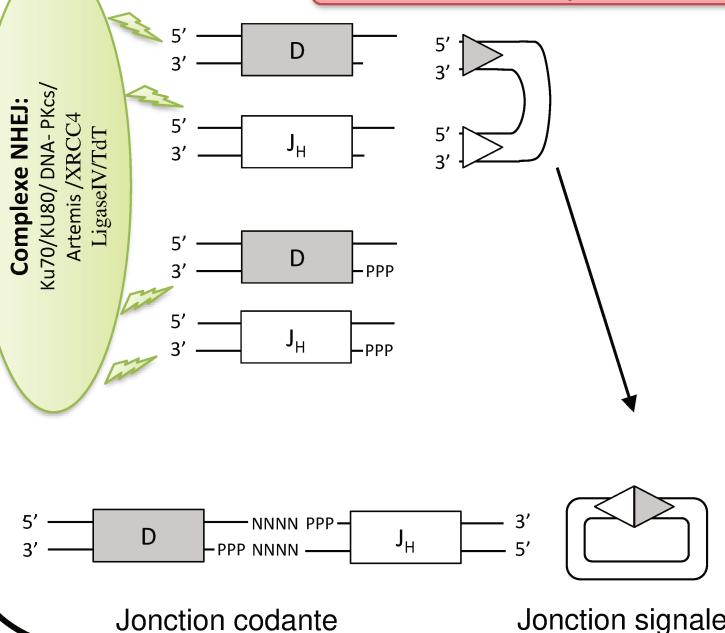 Complexe NHEJ:
Ku70/KU80/ DNA- PKcs/
Artemis /XRCC4
LigaseIV/TdT
5’
3’
D
5’
3’
J H
5’
3’
5’
3’
5’
3’
D
PPP
5’
3’
J H
PPP
5’ D NNNN PPP J H 3’
3’ PPP NNNN 5’
Jonction codante
Jonction signale